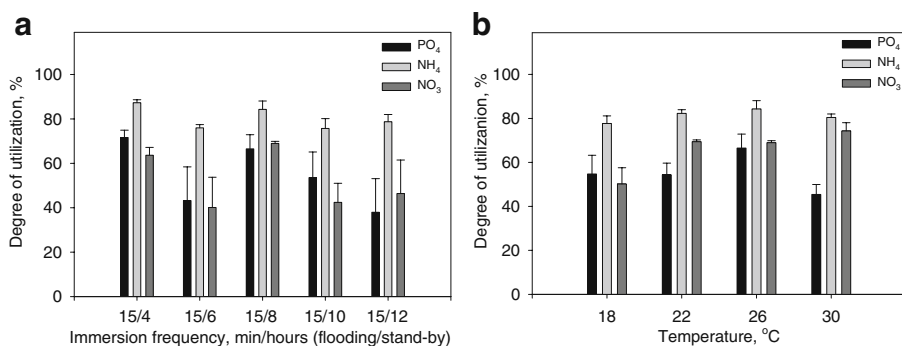 a
Degree of utilization, %
100
80
60
40
20
0
PO₄
NH₄
NO₃
15/4 15/6 15/8 15/10 15/12
Immersion frequency, min/hours (flooding/stand-by)
b
Degree of utilizanion, %
100
80
60
40
20
0
PO₄
NH₄
NO₃
18 22 26 30
Temperature, °C